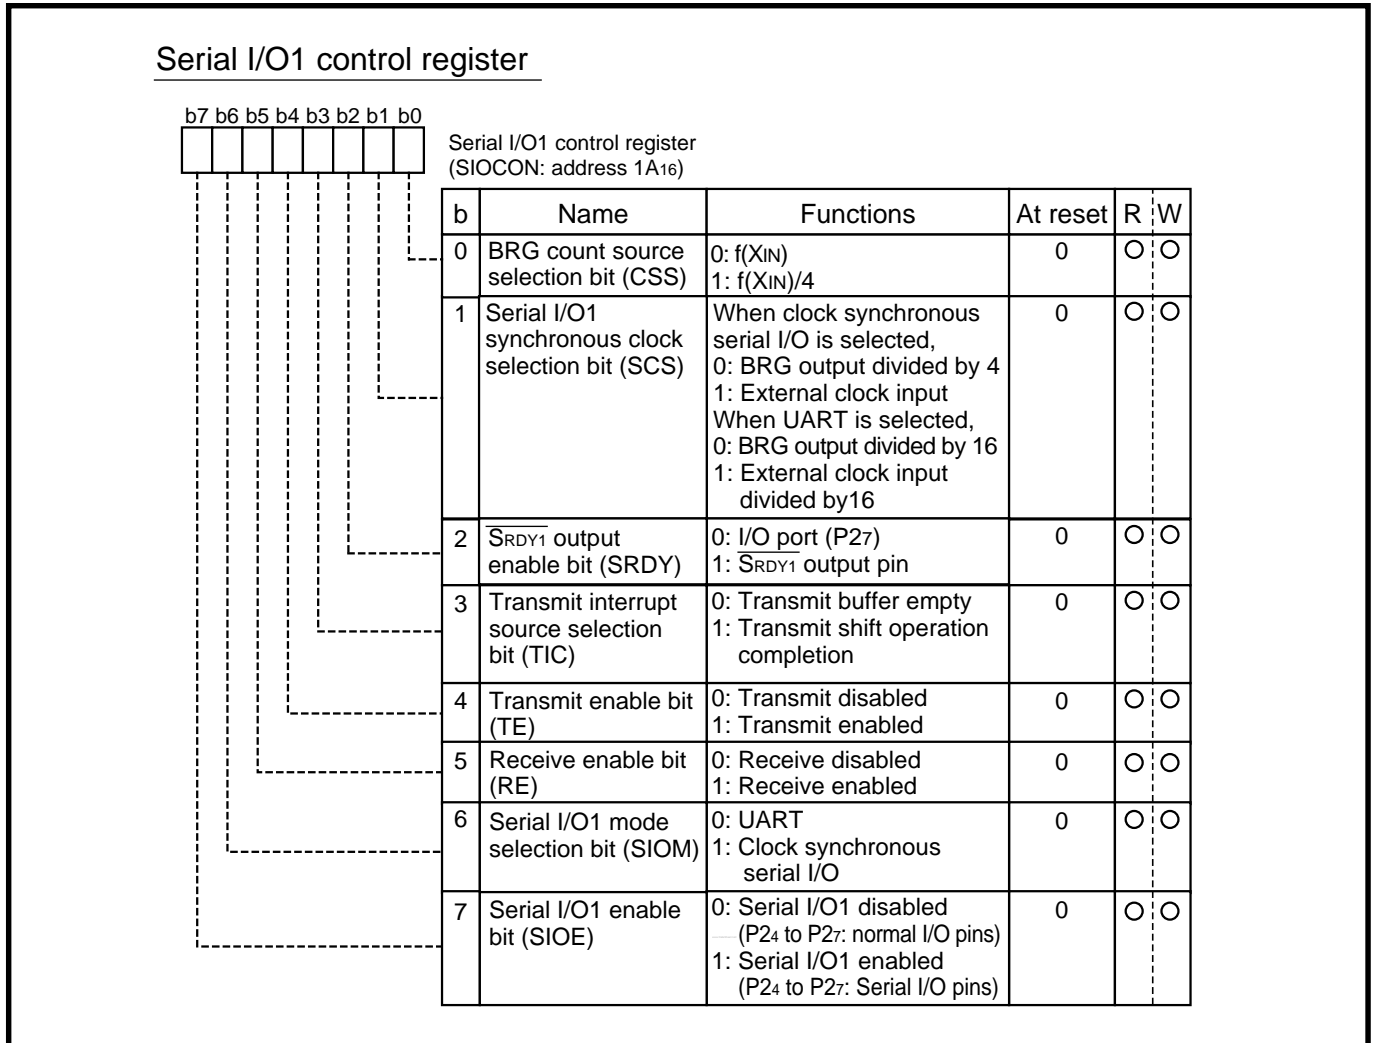 Serial I/O1 control register
b7 b6 b5 b4 b3 b2 b1 b0
Serial I/O1 control register
(SIOCON: address 1A16)
b Name Functions At reset R W
0 BRG count source selection bit (CSS) 0: f(XIN) 0 O O
1: f(XIN)/4
1 Serial I/O1 synchronous clock selection bit (SCS) When clock synchronous 0 O O
serial I/O is selected,
0: BRG output divided by 4
1: External clock input
When UART is selected,
0: BRG output divided by 16
1: External clock input
divided by16
2 SRDY1 output enable bit (SRDY) 0: I/O port (P27) 0 O O
1: SRDY1 output pin
3 Transmit interrupt source selection bit (TIC) 0: Transmit buffer empty 0 O O
1: Transmit shift operation
completion
4 Transmit enable bit (TE) 0: Transmit disabled 0 O O
1: Transmit enabled
5 Receive enable bit (RE) 0: Receive disabled 0 O O
1: Receive enabled
6 Serial I/O1 mode selection bit (SIOM) 0: UART 0 O O
1: Clock synchronous
serial I/O
7 Serial I/O1 enable bit (SIOE) 0: Serial I/O1 disabled 0 O O
(P24 to P27: normal I/O pins)
1: Serial I/O1 enabled
(P24 to P27: Serial I/O pins)